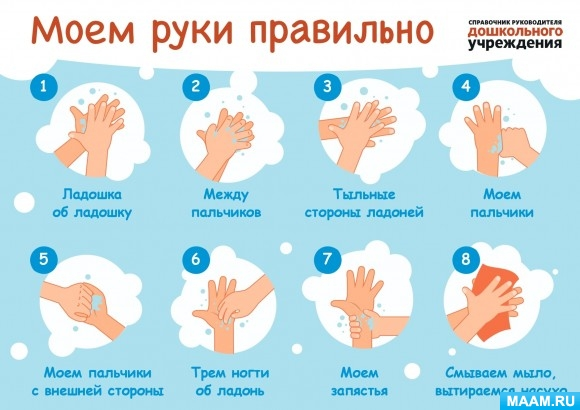 Моем руки правильно
СПРАВОЧНИК РУКОВОДИТЕЛЯ
ДОШКОЛЬНОГО
УЧРЕЖДЕНИЯ
1
Ладошка
об ладошку
2
Между
пальчиков
3
Тыльные
стороны ладоней
4
Моем
пальчики
5
Моем пальчики
с внешней стороны
6
Трем ногти
об ладонь
7
Моем
запястья
8
Смываем мыло,
вытираемся насухо
MAAM.RU